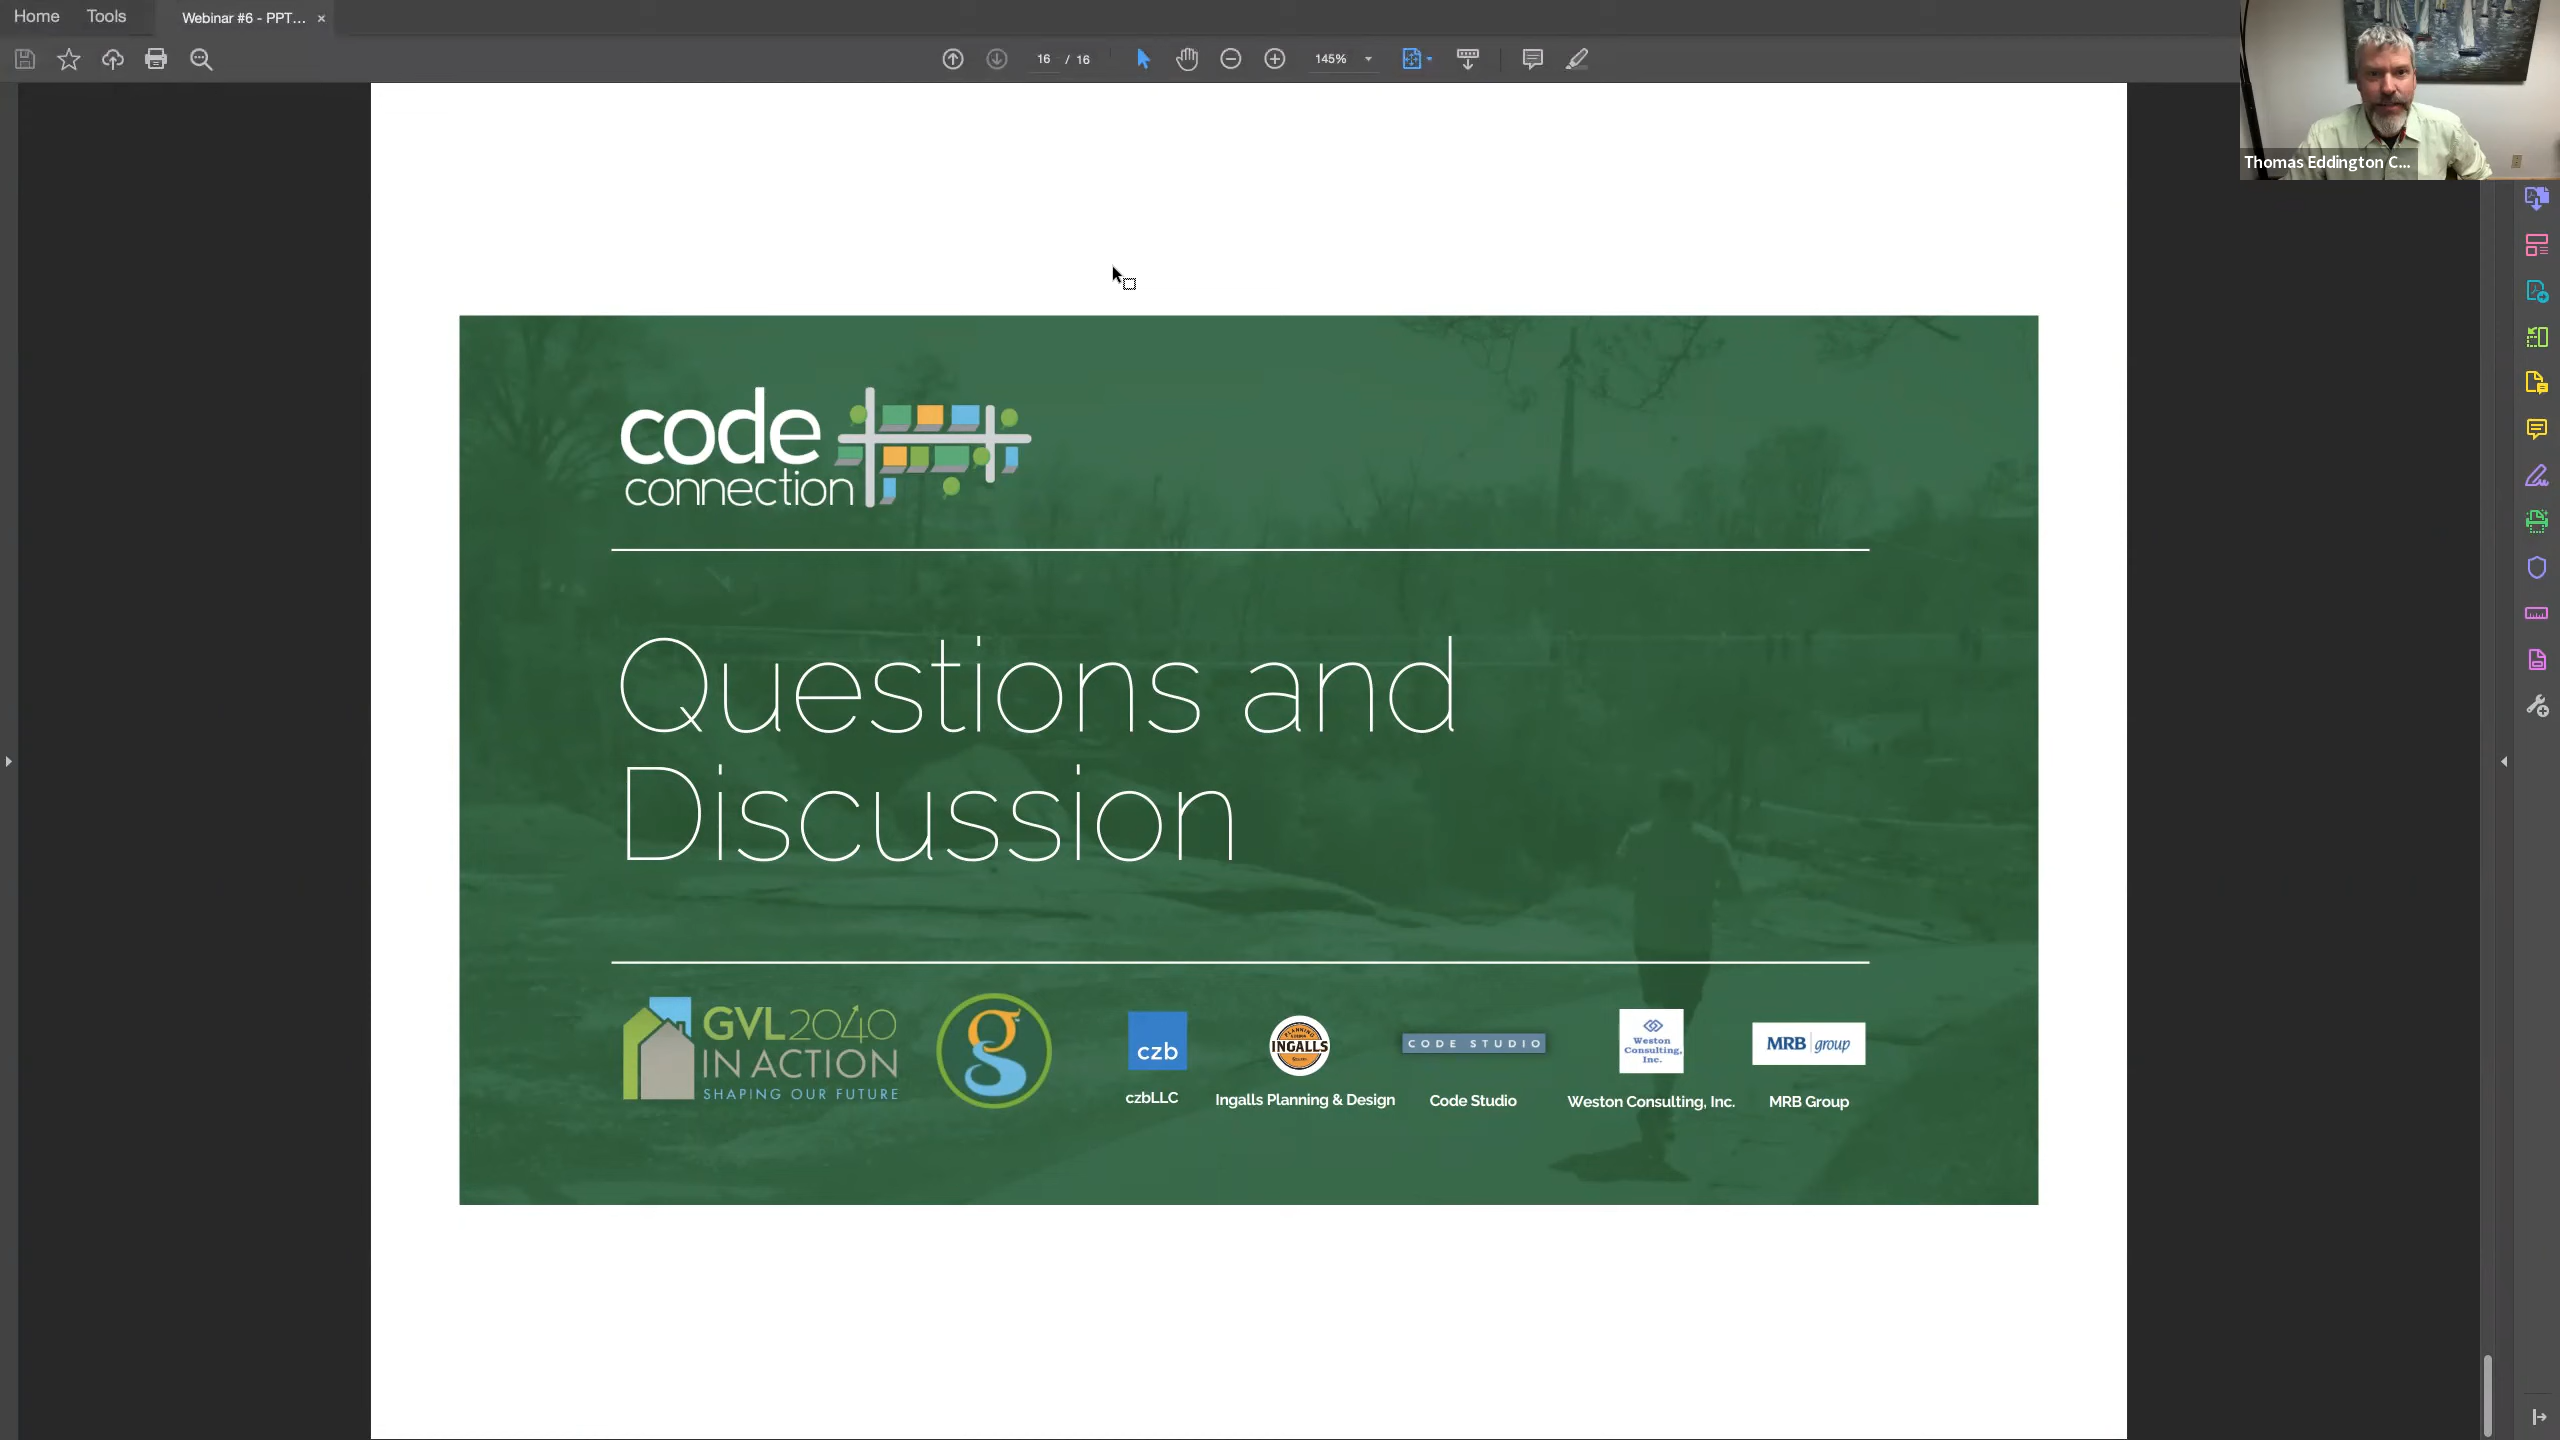 Home Tools Webinar #6 - PPT... ×
16 / 16 145%
Thomas Eddington C...
code
connection
Questions and
Discussion
GVL2040
IN ACTION
SHAPING OUR FUTURE
g
czb
czbLLC
PLANNING
INGALLS
Ingalls Planning & Design
CODE STUDIO
Code Studio
Weston
Consulting,
Inc.
Weston Consulting, Inc.
MRB group
MRB Group